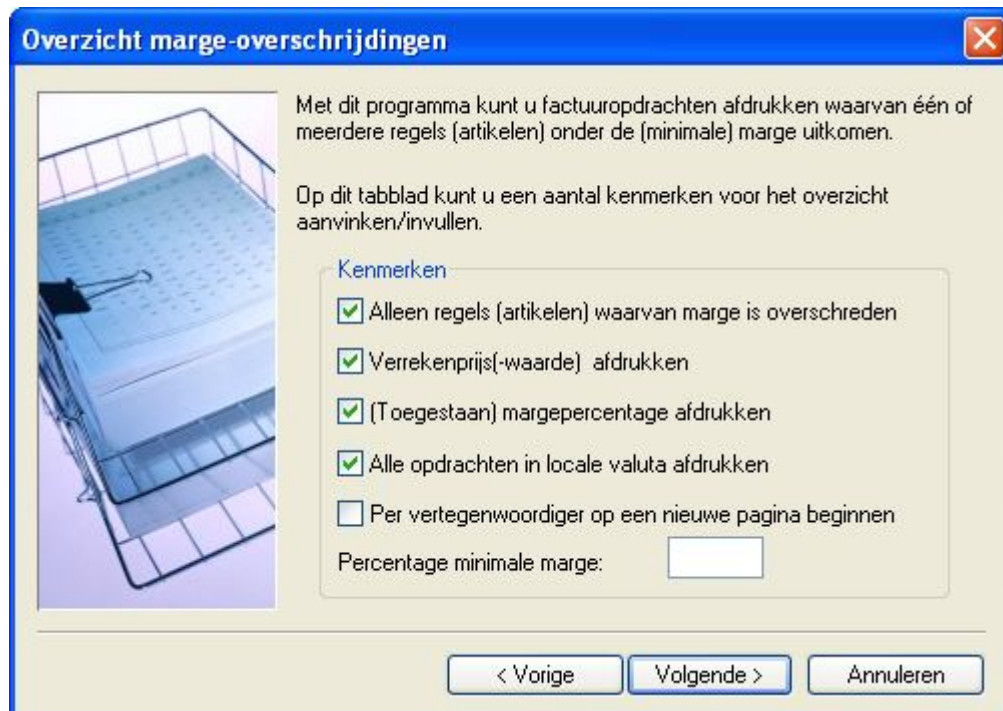 Overzicht marge-overschrijdingen
Met dit programma kunt u factuuropdrachten afdrukken waarvan één of
meerdere regels (artikelen) onder de (minimale) marge uitkomen.
Op dit tabblad kunt u een aantal kenmerken voor het overzicht
aanvinken/invullen.
Kenmerken
Alleen regels (artikelen) waarvan marge is overschreden
Verrekenprijs(-waarde) afdrukken
(Toegestaan) margepercentage afdrukken
Alle opdrachten in locale valuta afdrukken
Per vertegenwoordiger op een nieuwe pagina beginnen
Percentage minimale marge:
< Vorige
Volgende >
Annuleren